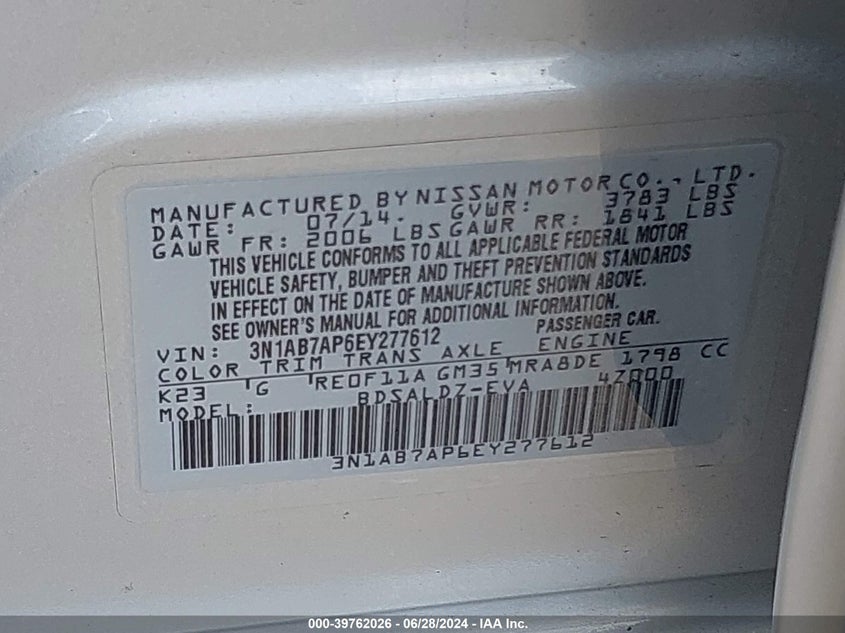 MANUFACTURED BY NISSAN MOTOR CO., LTD.
DATE: 07/14. GVWR: 3783 LBS
GAWR FR: 2006 LBS GAWR RR: 1841 LBS
THIS VEHICLE CONFORMS TO ALL APPLICABLE FEDERAL MOTOR
VEHICLE SAFETY, BUMPER AND THEFT PREVENTION STANDARDS
IN EFFECT ON THE DATE OF MANUFACTURE SHOWN ABOVE.
SEE OWNER'S MANUAL FOR ADDITIONAL INFORMATION.
VIN: 3N1AB7AP6EY277612 PASSENGER CAR.
COLOR TRIM TRANS AXLE ENGINE
K23 G RE0F11A GM35 MRA8DE 1798 CC
MODEL: BDSALDZ-EVA 4Z000
3N1AB7AP6EY277612
000-39762026 - 06/28/2024 - IAA Inc.